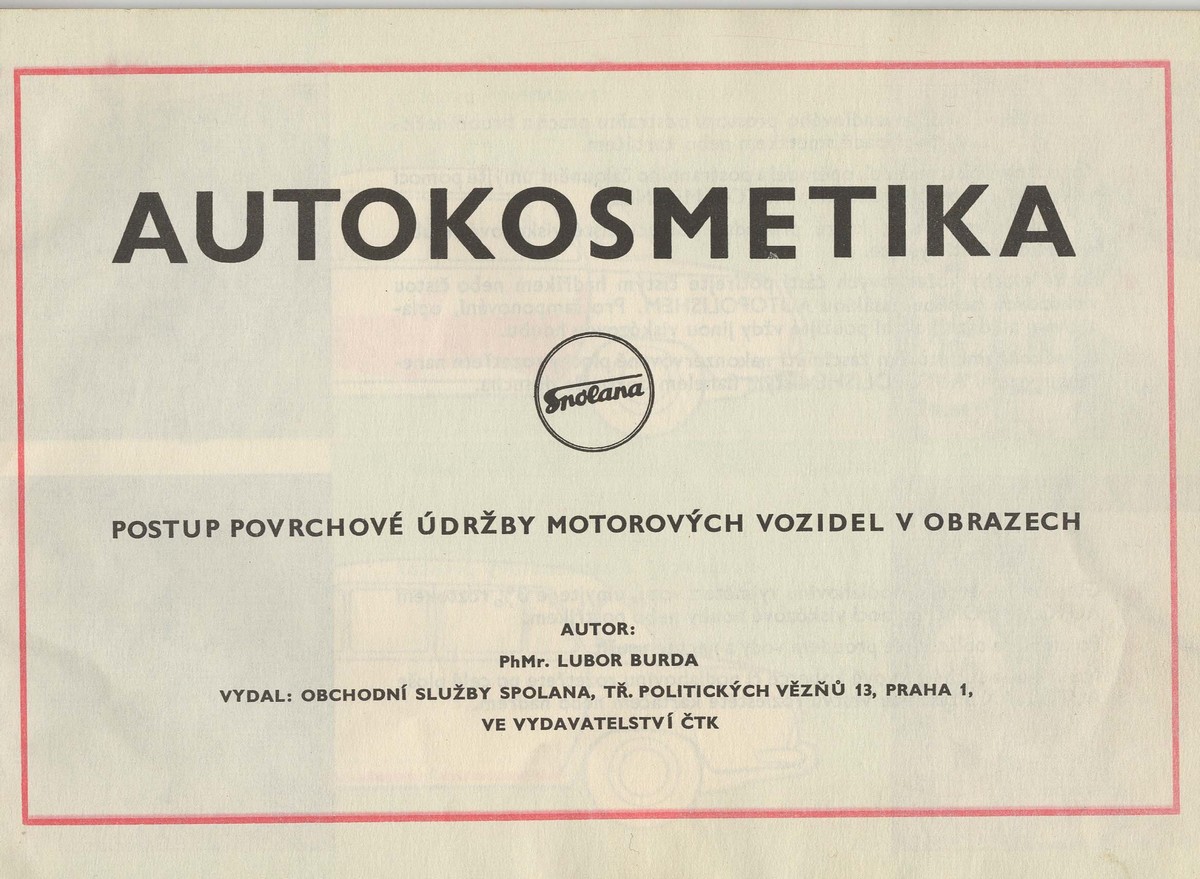 AUTOKOSMETIKA
Spolana
POSTUP POVRCHOVÉ ÚDRŽBY MOTOROVÝCH VOZIDEL V OBRAZECH
AUTOR:
PhMr. LUBOR BURDA
VYDAL: OBCHODNÍ SLUŽBY SPOLANA, TŘ. POLITICKÝCH VĚZŇŮ 13, PRAHA 1,
VE VYDAVATELSTVÍ ČTK